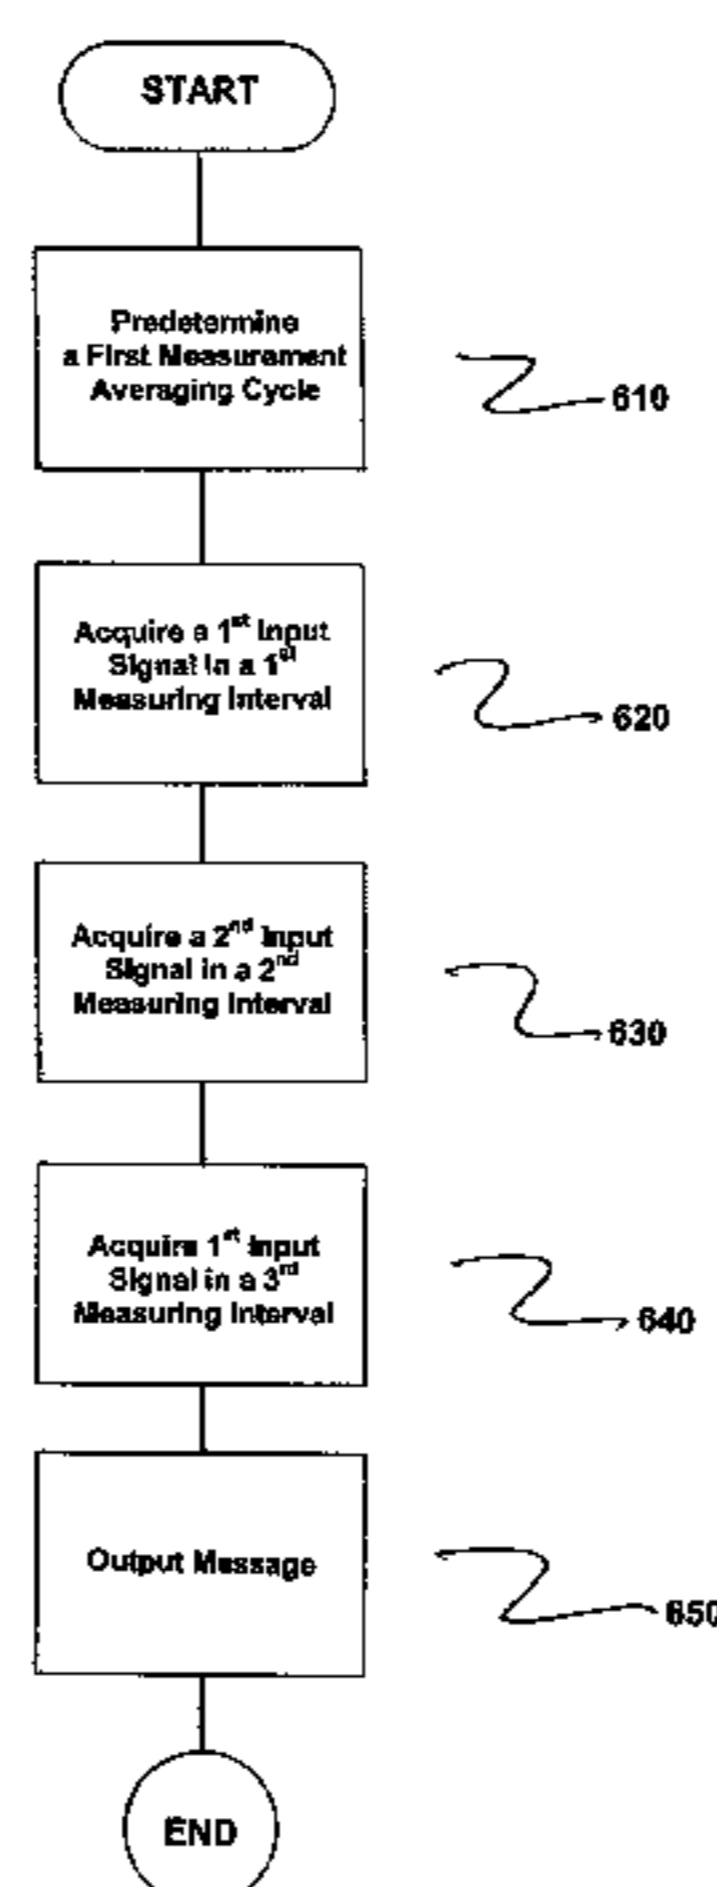 START
Predetermine
a First Measurement
Averaging Cycle
610
Acquire a 1st Input
Signal in a 1st
Measuring Interval
620
Acquire a 2nd Input
Signal in a 2nd
Measuring Interval
630
Acquire 1st Input
Signal in a 3rd
Measuring Interval
640
Output Message
650
END